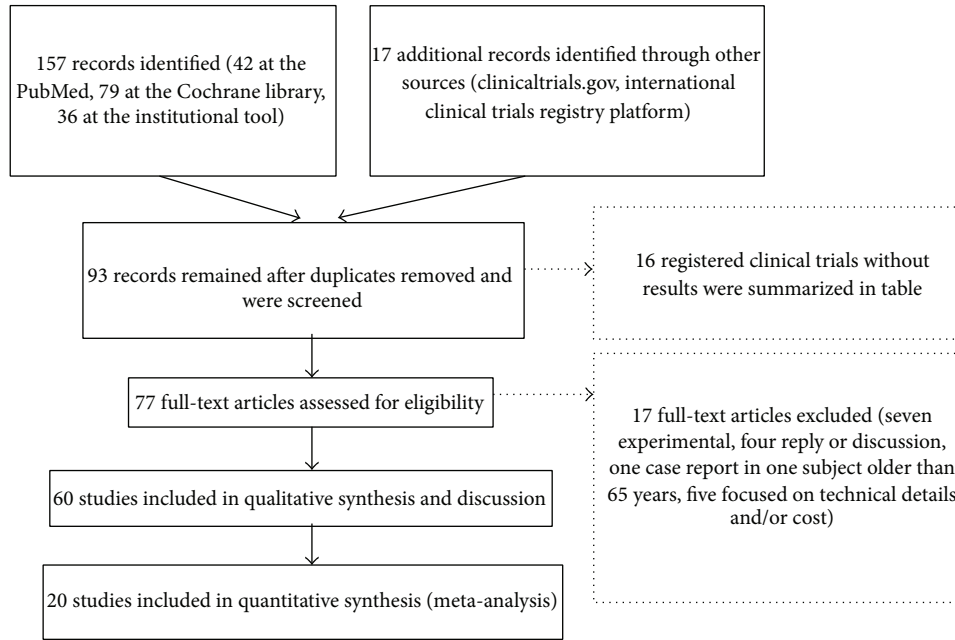 157 records identified (42 at the
PubMed, 79 at the Cochrane library,
36 at the institutional tool)
17 additional records identified through other
sources (clinicaltrials.gov, international
clinical trials registry platform)
93 records remained after duplicates removed and
were screened
16 registered clinical trials without
results were summarized in table
77 full-text articles assessed for eligibility
17 full-text articles excluded (seven
experimental, four reply or discussion,
one case report in one subject older than
65 years, five focused on technical details
and/or cost)
60 studies included in qualitative synthesis and discussion
20 studies included in quantitative synthesis (meta-analysis)